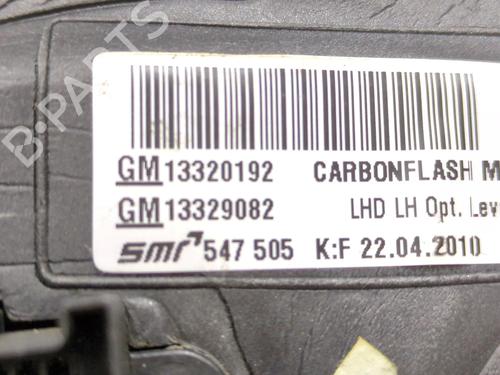 B-PARTS
GM13320192 CARBONFLASH M
GM13329082 LHD LH Opt. Lev
smr 547 505 K:F 22.04.2010